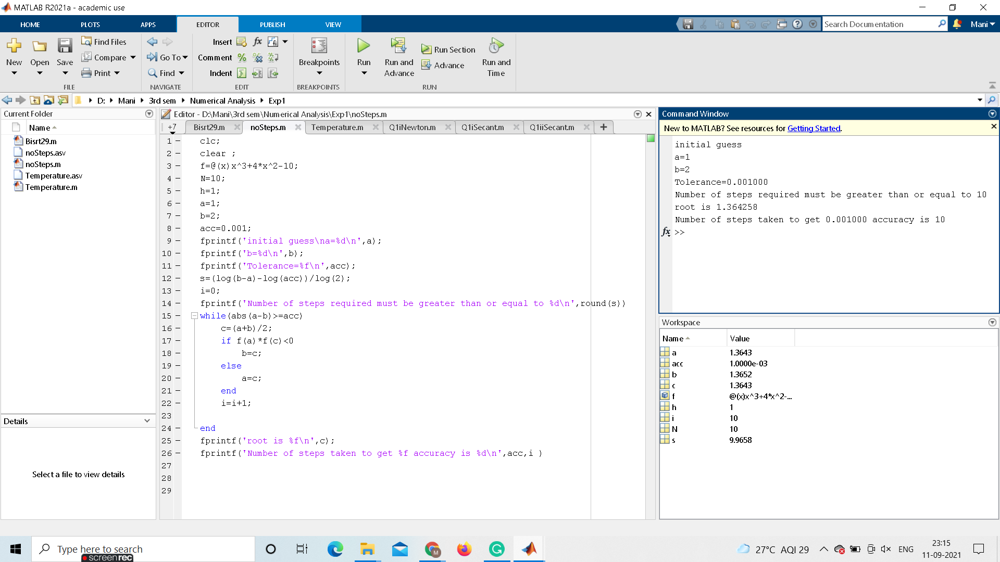 MATLAB R2021a - academic use
HOME PLOTS APPS EDITOR PUBLISH VIEW
Search Documentation
Mani
New
Open
Save
Find Files
Compare
Print
FILE
Go To
Find
NAVIGATE
Insert
fx
Comment
Indent
EDIT
Breakpoints
BREAKPOINTS
Run
Run and Advance
Run Section
Advance
Run and Time
RUN
D: Mani 3rd sem Numerical Analysis Exp1
Current Folder
Name
Bisrt29.m
noSteps.asv
noSteps.m
Temperature.asv
Temperature.m
Details
Select a file to view details
Editor - D:\Mani\3rd sem\Numerical Analysis\Exp1\noSteps.m
+7 Bisrt29.m noSteps.m Temperature.m Q1iNewton.m Q1iSecant.m Q1iiSecant.m
1 clc;
2 clear ;
3 f=@(x)x^3+4*x^2-10;
4 N=10;
5 h=1;
6 a=1;
7 b=2;
8 acc=0.001;
9 fprintf('initial guess\na=%d\n',a);
10 fprintf('b=%d\n',b);
11 fprintf('Tolerance=%f\n',acc);
12 s=(log(b-a)-log(acc))/log(2);
13 i=0;
14 fprintf('Number of steps required must be greater than or equal to %d\n',round(s))
15 while(abs(a-b)>=acc)
16 c=(a+b)/2;
17 if f(a)*f(c)<0
18 b=c;
19 else
20 a=c;
21 end
22 i=i+1;
23
24 end
25 fprintf('root is %f\n',c);
26 fprintf('Number of steps taken to get %f accuracy is %d\n',acc,i )
27
28
29
Command Window
New to MATLAB? See resources for Getting Started.
initial guess
a=1
b=2
Tolerance=0.001000
Number of steps required must be greater than or equal to 10
root is 1.364258
Number of steps taken to get 0.001000 accuracy is 10
fx >>
Workspace
Name Value
a 1.3643
acc 1.0000e-03
b 1.3652
c 1.3643
f @(x)x^3+4*x^2-...
h 1
i 10
N 10
s 9.9658
Type here to search
screenrec
27°C AQI 29
ENG
23:15
11-09-2021